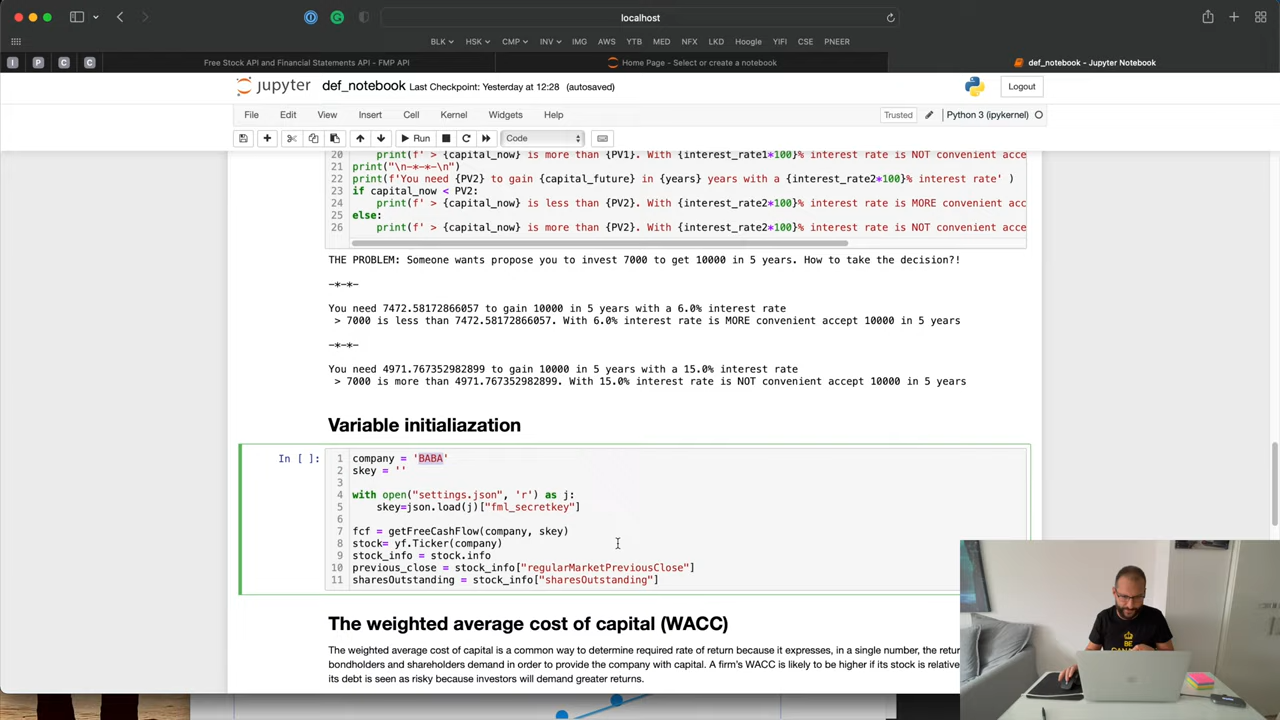 localhost
BLK HSK CMP INV IMG AWS YTB MED NFX LKD Hoogle YIFI CSE PNEER
I P C C Free Stock API and Financial Statements API - FMP API Home Page - Select or create a notebook def_notebook - Jupyter Notebook
jupyter def_notebook Last Checkpoint: Yesterday at 12:28 (autosaved) Logout
File Edit View Insert Cell Kernel Widgets Help Trusted Python 3 (ipykernel)
Run Code
20 print(f' > {capital_now} is more than {PV1}. With {interest_rate1*100}% interest rate is NOT convenient acce
21 print("\n-*-*-\n")
22 print(f'You need {PV2} to gain {capital_future} in {years} years with a {interest_rate2*100}% interest rate' )
23 if capital_now < PV2:
24 print(f' > {capital_now} is less than {PV2}. With {interest_rate2*100}% interest rate is MORE convenient acc
25 else:
26 print(f' > {capital_now} is more than {PV2}. With {interest_rate2*100}% interest rate is NOT convenient acce
THE PROBLEM: Someone wants propose you to invest 7000 to get 10000 in 5 years. How to take the decision?!
-*-*-
You need 7472.58172866057 to gain 10000 in 5 years with a 6.0% interest rate
> 7000 is less than 7472.58172866057. With 6.0% interest rate is MORE convenient accept 10000 in 5 years
-*-*-
You need 4971.767352982899 to gain 10000 in 5 years with a 15.0% interest rate
> 7000 is more than 4971.767352982899. With 15.0% interest rate is NOT convenient accept 10000 in 5 years
Variable initialiazation
In [ ]: 1 company = 'BABA'
2 skey = ''
3
4 with open("settings.json", 'r') as j:
5 skey=json.load(j)["fml_secretkey"]
6
7 fcf = getFreeCashFlow(company, skey)
8 stock= yf.Ticker(company)
9 stock_info = stock.info
10 previous_close = stock_info["regularMarketPreviousClose"]
11 sharesOutstanding = stock_info["sharesOutstanding"]
The weighted average cost of capital (WACC)
The weighted average cost of capital is a common way to determine required rate of return because it expresses, in a single number, the retur
bondholders and shareholders demand in order to provide the company with capital. A firm's WACC is likely to be higher if its stock is relative
its debt is seen as risky because investors will demand greater returns.